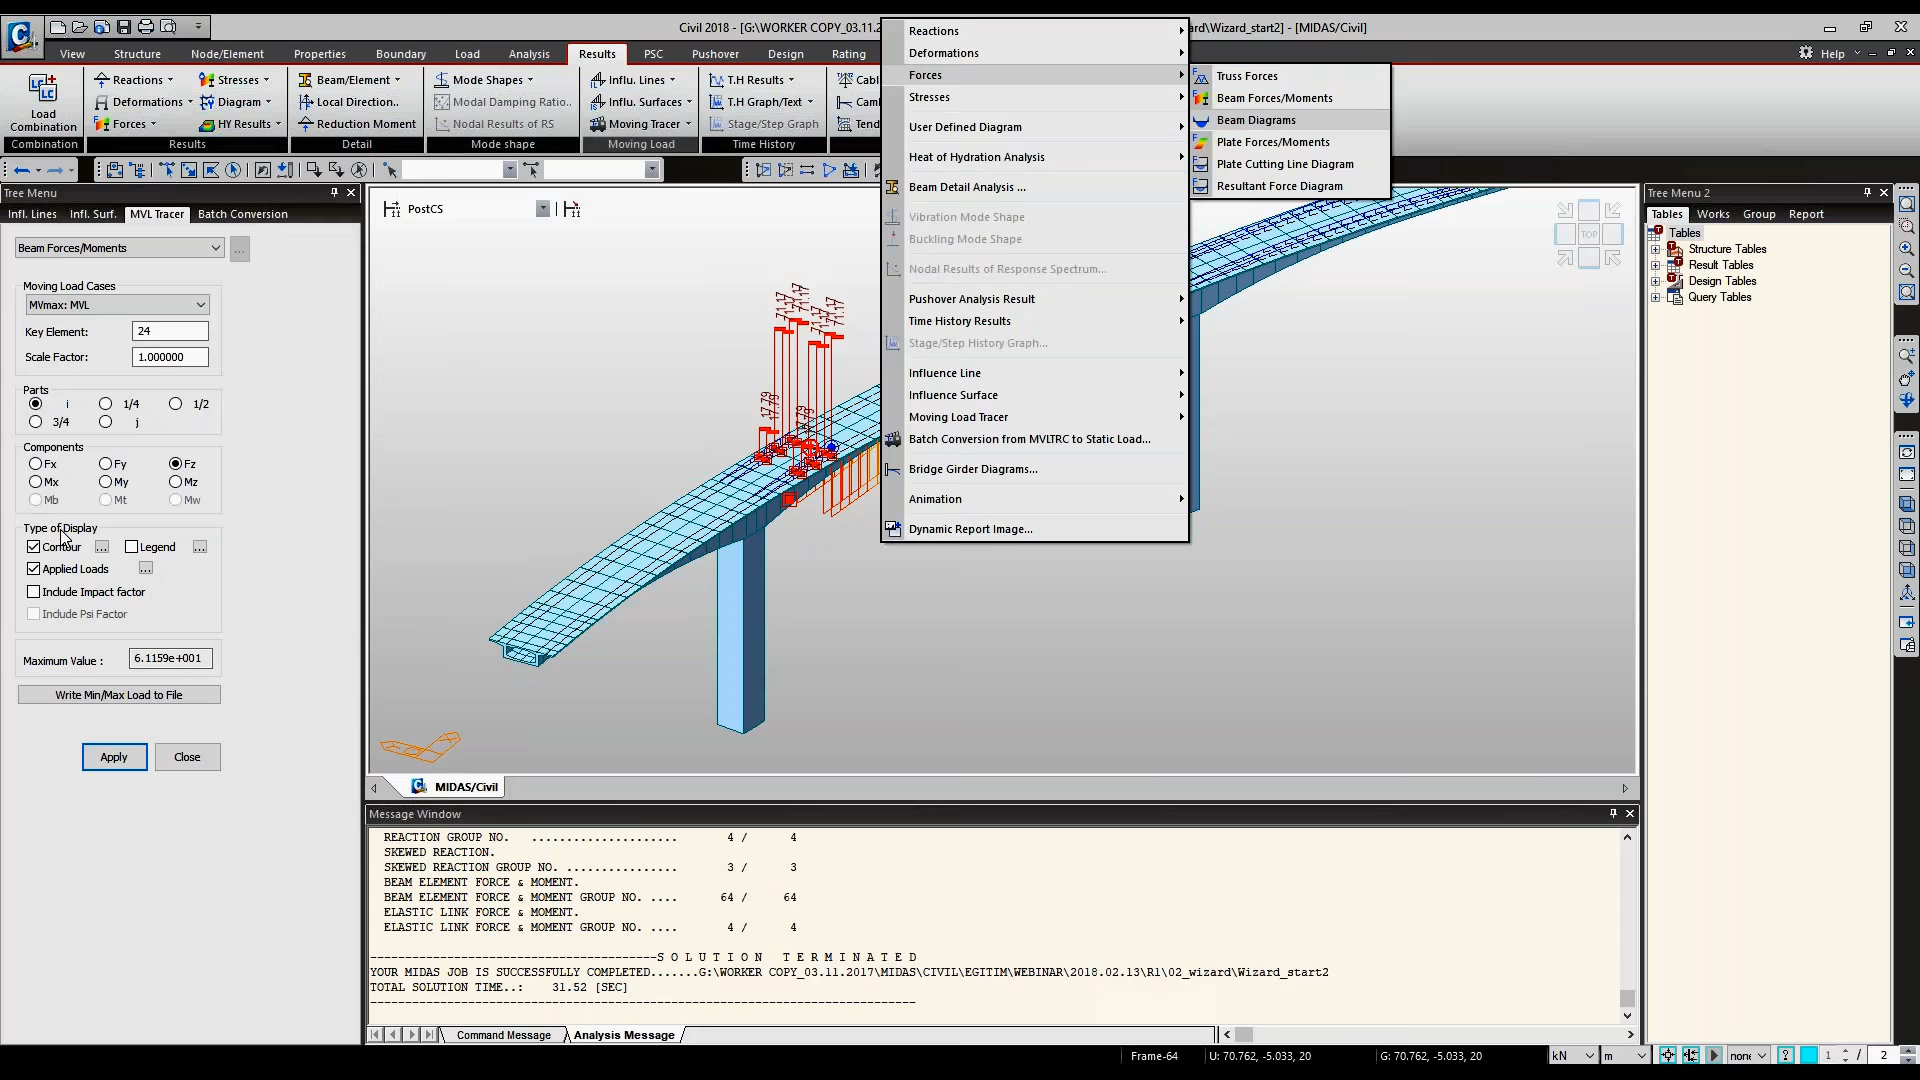 Civil 2018 - [G:\WORKER COPY_03.11.2
rd\Wizard_start2] - [MIDAS/Civil]
View Structure Node/Element Properties Boundary Load Analysis Results PSC Pushover Design Rating
Help
Load
Combination
Combination
Reactions
Deformations
Forces
Stresses
Diagram
HY Results
Results
Beam/Element
Local Direction..
Reduction Moment
Detail
Mode Shapes
Modal Damping Ratio..
Nodal Results of RS
Mode shape
Influ. Lines
Influ. Surfaces
Moving Tracer
Moving Load
T.H Results
T.H Graph/Text
Stage/Step Graph
Time History
Cabl
Caml
Tend
Reactions
Deformations
Forces
Stresses
User Defined Diagram
Heat of Hydration Analysis
Beam Detail Analysis ...
Vibration Mode Shape
Buckling Mode Shape
Nodal Results of Response Spectrum...
Pushover Analysis Result
Time History Results
Stage/Step History Graph...
Influence Line
Influence Surface
Moving Load Tracer
Batch Conversion from MVLTRC to Static Load...
Bridge Girder Diagrams...
Animation
Dynamic Report Image...
Truss Forces
Beam Forces/Moments
Beam Diagrams
Plate Forces/Moments
Plate Cutting Line Diagram
Resultant Force Diagram
Tree Menu
Infl. Lines Infl. Surf. MVL Tracer Batch Conversion
Beam Forces/Moments ...
Moving Load Cases
MVmax: MVL
Key Element: 24
Scale Factor: 1.000000
Parts
i 1/4 1/2
3/4 j
Components
Fx Fy Fz
Mx My Mz
Mb Mt Mw
Type of Display
Contour ... Legend ...
Applied Loads ...
Include Impact factor
Include Psi Factor
Maximum Value : 6.1159e+001
Write Min/Max Load to File
Apply Close
PostCS
TOP
Tree Menu 2
Tables Works Group Report
Tables
Structure Tables
Result Tables
Design Tables
Query Tables
MIDAS/Civil
Message Window
REACTION GROUP NO. ..................... 4 / 4
SKEWED REACTION.
SKEWED REACTION GROUP NO. ................ 3 / 3
BEAM ELEMENT FORCE & MOMENT.
BEAM ELEMENT FORCE & MOMENT GROUP NO. .... 64 / 64
ELASTIC LINK FORCE & MOMENT.
ELASTIC LINK FORCE & MOMENT GROUP NO. .... 4 / 4
----------------------------------------S O L U T I O N   T E R M I N A T E D
YOUR MIDAS JOB IS SUCCESSFULLY COMPLETED.......G:\WORKER COPY_03.11.2017\MIDAS\CIVIL\EGITIM\WEBINAR\2018.02.13\R1\02_wizard\Wizard_start2
TOTAL SOLUTION TIME..: 31.52 [SEC]
------------------------------------------------------------------------------
Command Message Analysis Message
Frame-64 U: 70.762, -5.033, 20 G: 70.762, -5.033, 20 kN m none ? 1 / 2